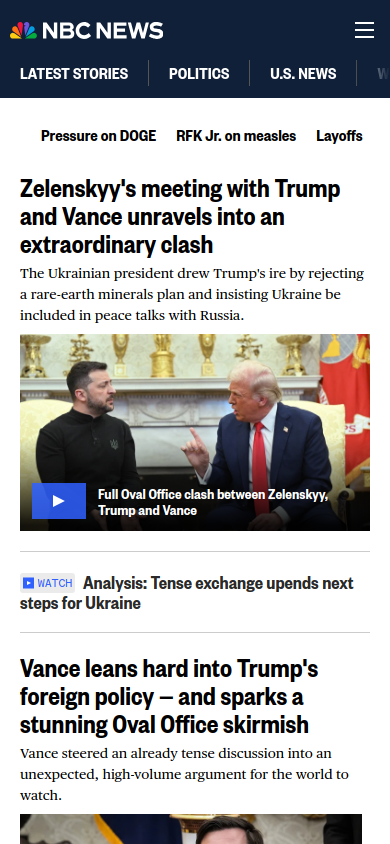 NBC NEWS
LATEST STORIES
POLITICS
U.S. NEWS
Pressure on DOGE
RFK Jr. on measles
Layoffs
Zelenskyy's meeting with Trump
and Vance unravels into an
extraordinary clash
The Ukrainian president drew Trump's ire by rejecting
a rare-earth minerals plan and insisting Ukraine be
included in peace talks with Russia.
Full Oval Office clash between Zelenskyy,
Trump and Vance
WATCH Analysis: Tense exchange upends next
steps for Ukraine
Vance leans hard into Trump's
foreign policy — and sparks a
stunning Oval Office skirmish
Vance steered an already tense discussion into an
unexpected, high-volume argument for the world to
watch.